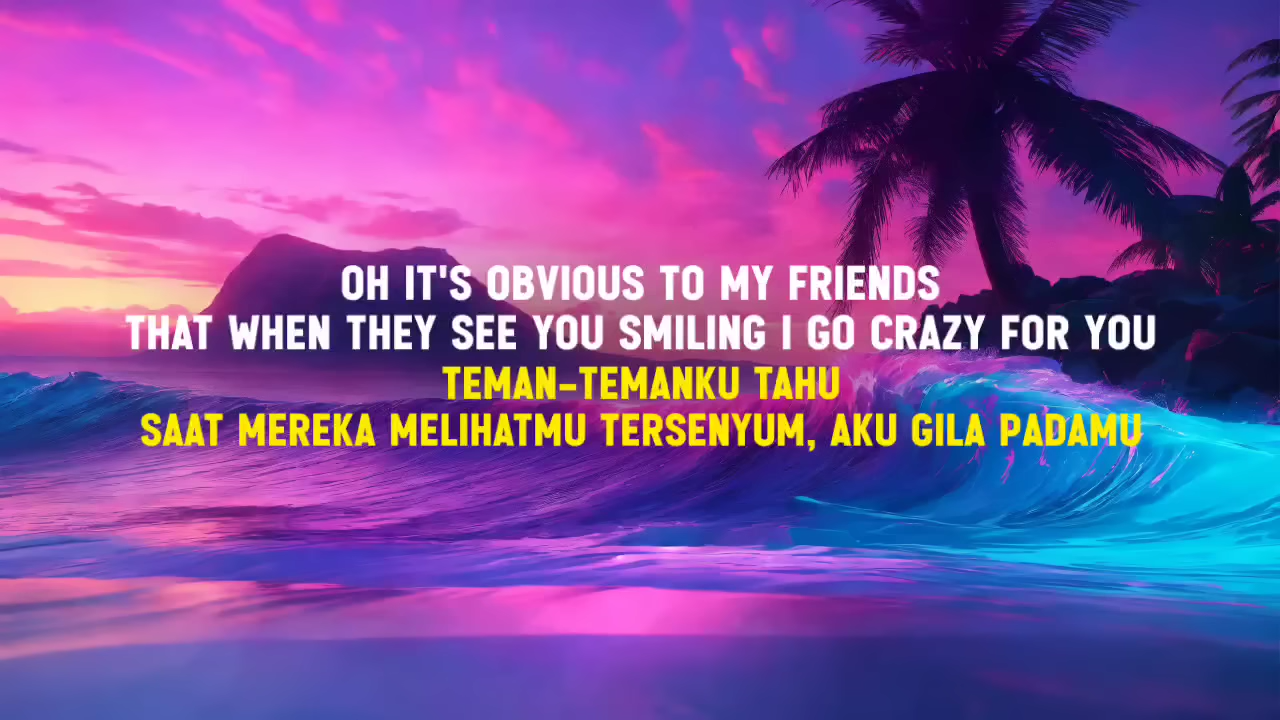 OH IT'S OBVIOUS TO MY FRIENDS
THAT WHEN THEY SEE YOU SMILING I GO CRAZY FOR YOU
TEMAN-TEMANKU TAHU
SAAT MEREKA MELIHATMU TERSENYUM, AKU GILA PADAMU